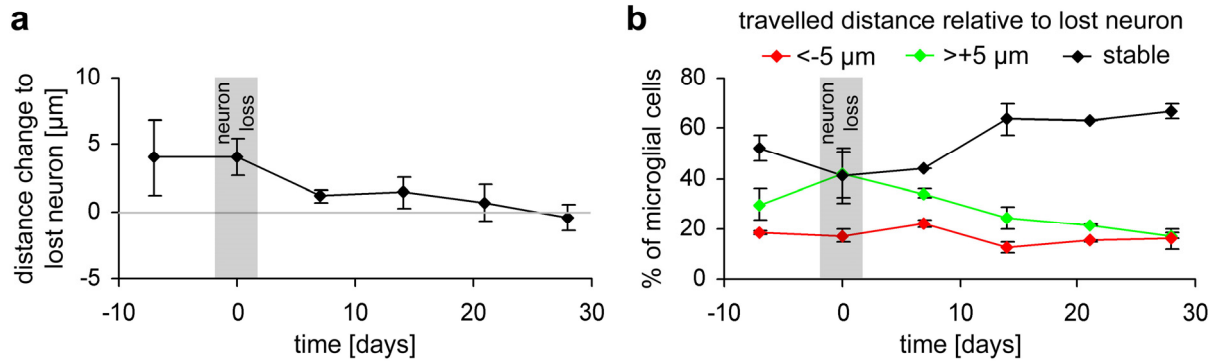 a
distance change to
lost neuron [µm]
10
5
0
-5
neuron
loss
-10
0
10
20
30
time [days]
b
travelled distance relative to lost neuron
<-5 µm
>+5 µm
stable
% of microglial cells
80
60
40
20
0
neuron
loss
-10
0
10
20
30
time [days]